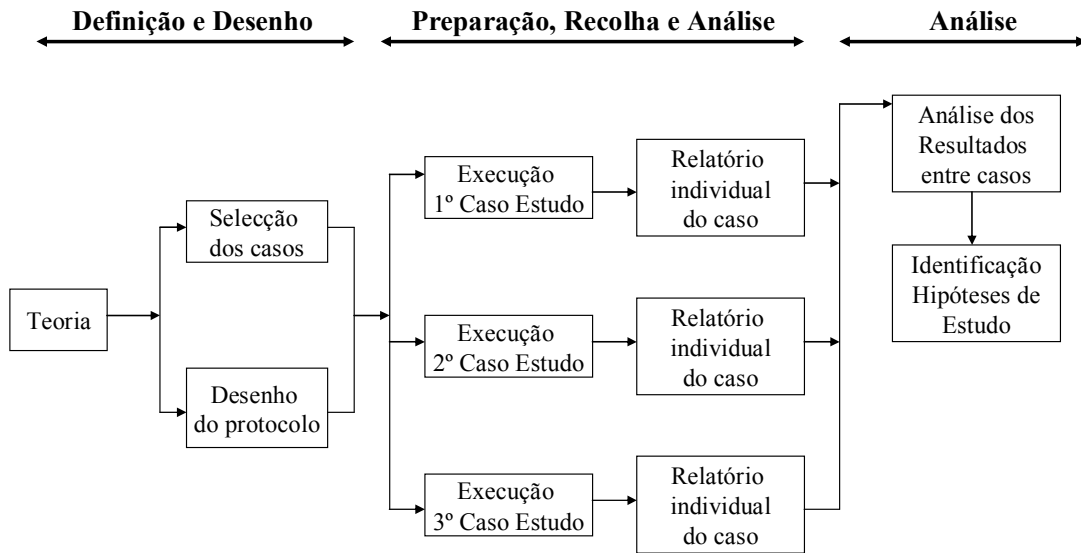 Definição e Desenho
Preparação, Recolha e Análise
Análise
Teoria
Selecção
dos casos
Desenho
do protocolo
Execução
1º Caso Estudo
Relatório
individual
do caso
Execução
2º Caso Estudo
Relatório
individual
do caso
Execução
3º Caso Estudo
Relatório
individual
do caso
Análise dos
Resultados
entre casos
Identificação
Hipóteses de
Estudo